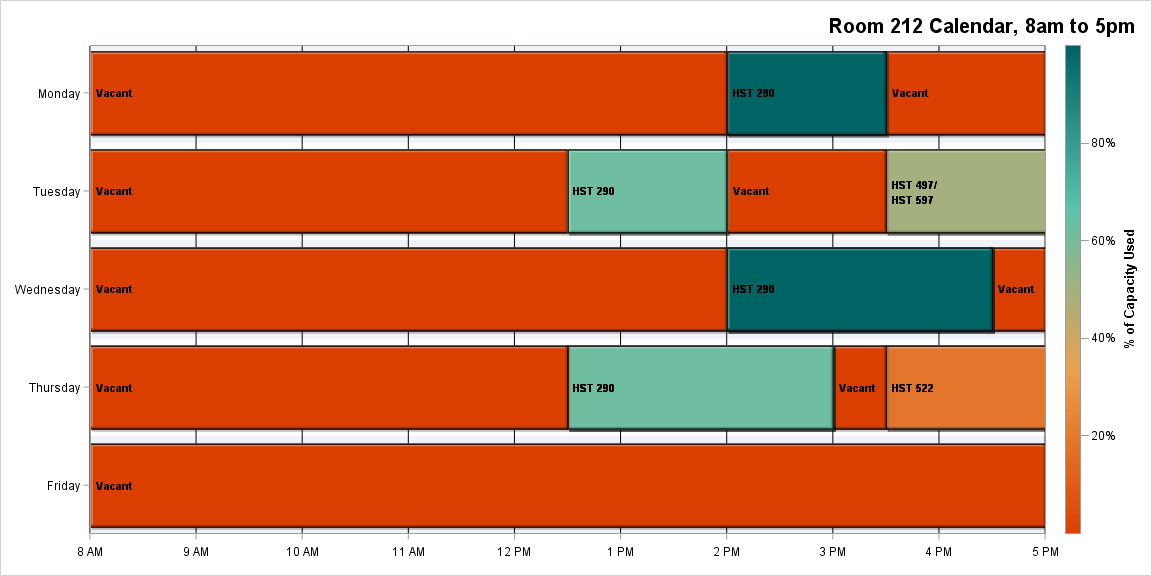 Room 212 Calendar, 8am to 5pm
Monday
Vacant
HST 290
Vacant
Tuesday
Vacant
HST 290
Vacant
HST 497/
HST 597
Wednesday
Vacant
HST 290
Vacant
Thursday
Vacant
HST 290
Vacant
HST 522
Friday
Vacant
8 AM
9 AM
10 AM
11 AM
12 PM
1 PM
2 PM
3 PM
4 PM
5 PM
80%
60%
40%
20%
% of Capacity Used